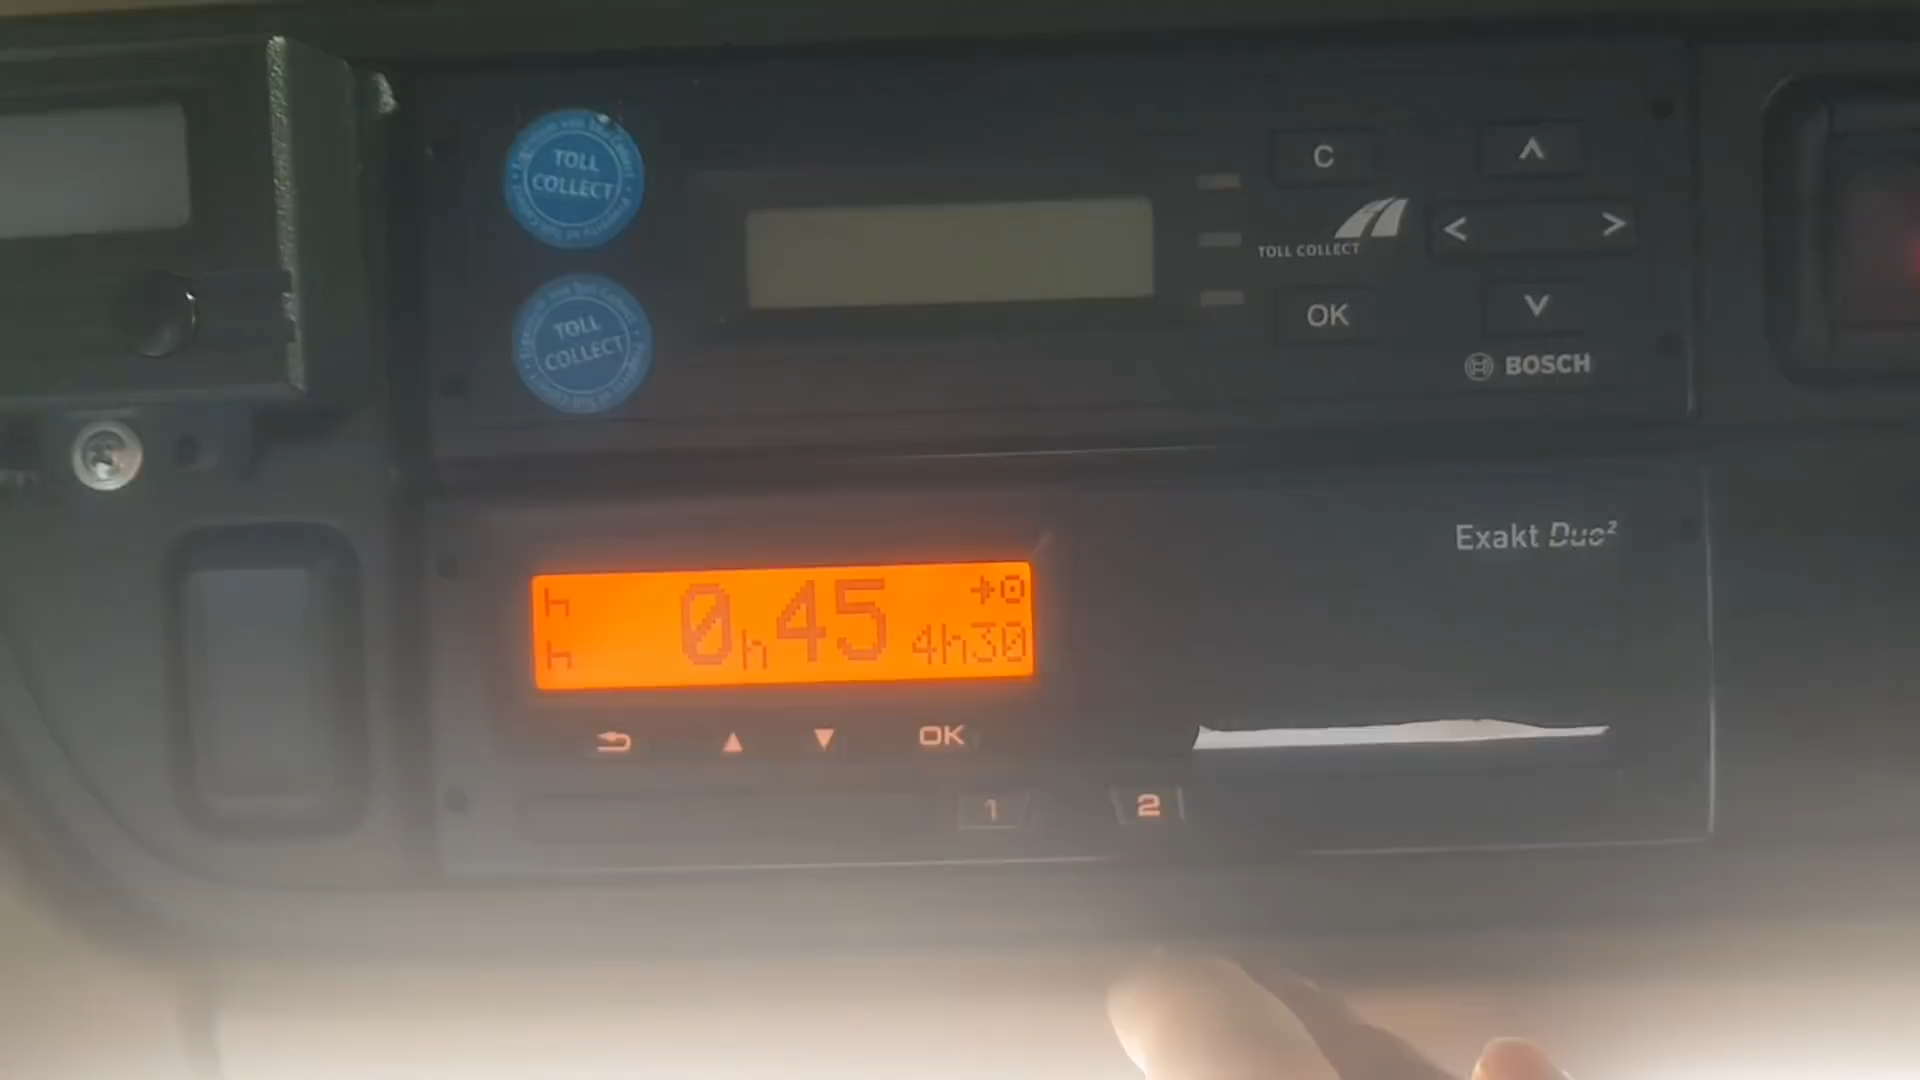 TOLL
COLLECT
TOLL
COLLECT
TOLL COLLECT
C
OK
BOSCH
Exakt Duo²
h 0h45
h 4h30
OK
1
2